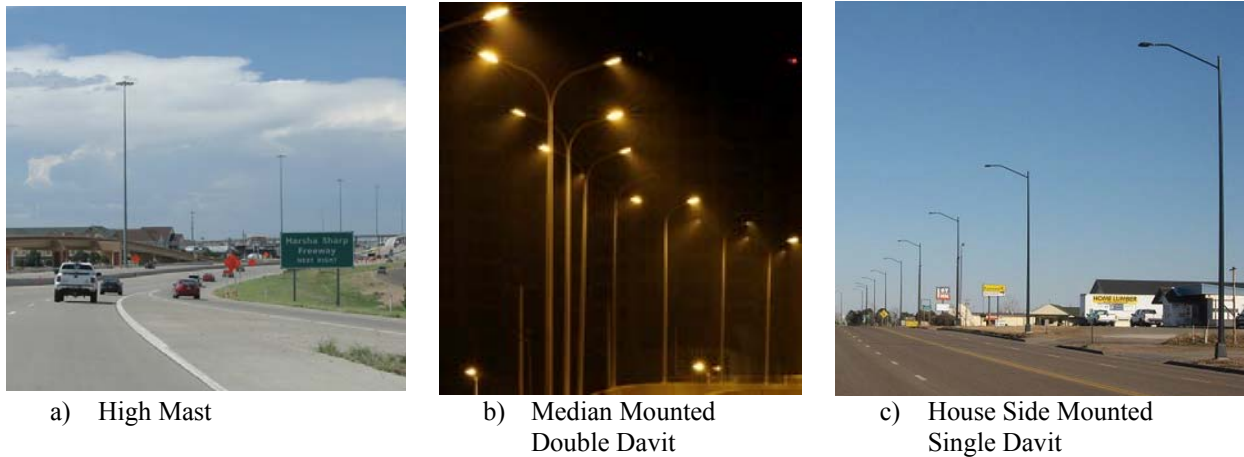 Marsha Sharp
Freeway
NEXT RIGHT
HOME LUMBER
a) High Mast
b) Median Mounted
Double Davit
c) House Side Mounted
Single Davit